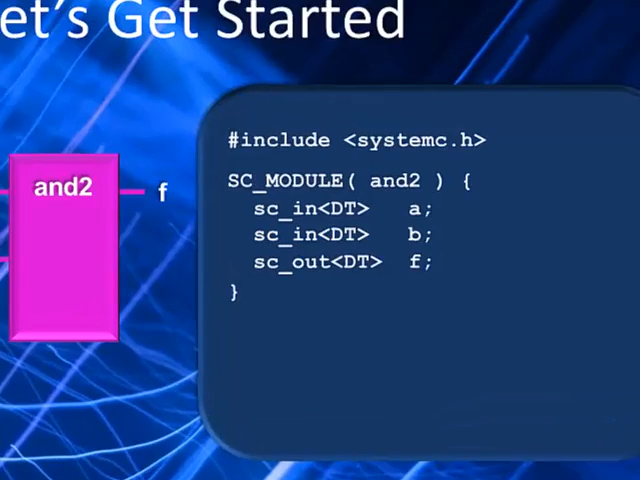 et's Get Started
and2
f
#include <systemc.h>
SC_MODULE( and2 ) {
  sc_in<DT>   a;
  sc_in<DT>   b;
  sc_out<DT>  f;
}